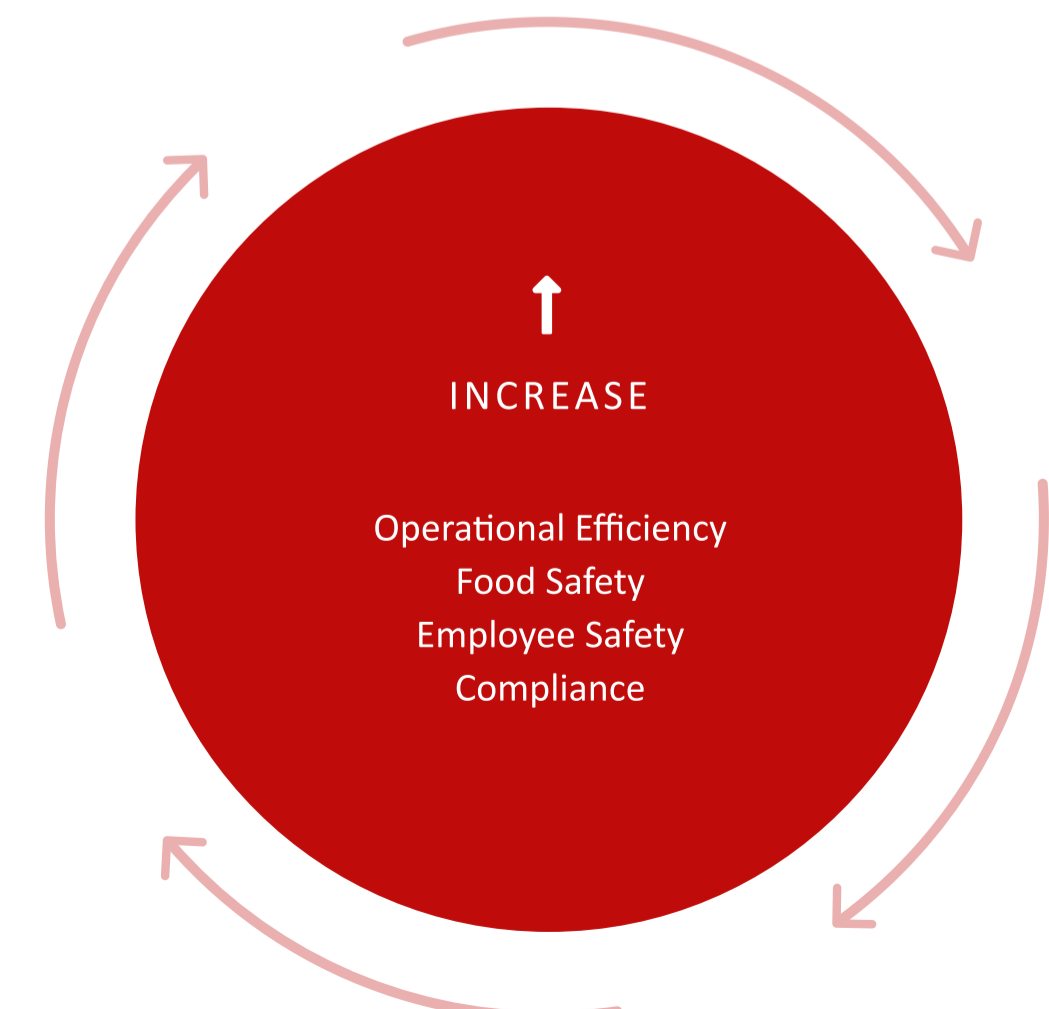 INCREASE
Operational Efficiency
Food Safety
Employee Safety
Compliance